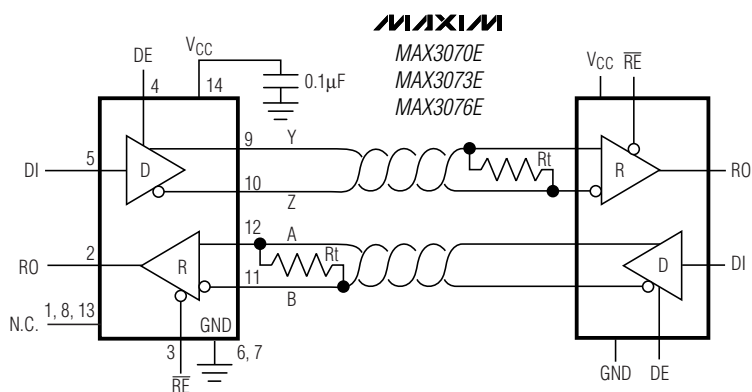 MAXIM
MAX3070E
MAX3073E
MAX3076E
DE
4
VCC
14
0.1µF
VCC
RE
9
Y
Rt
DI
5
D
R
RO
10
Z
12
A
RO
2
R
Rt
D
DI
11
B
N.C.
1, 8, 13
GND
3
6, 7
RE
GND
DE